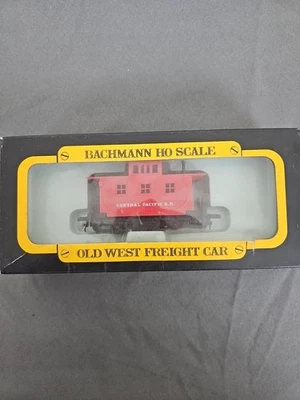 BACHMANN HO SCALE
CENTRAL PACIFIC R.R.
OLD WEST FREIGHT CAR